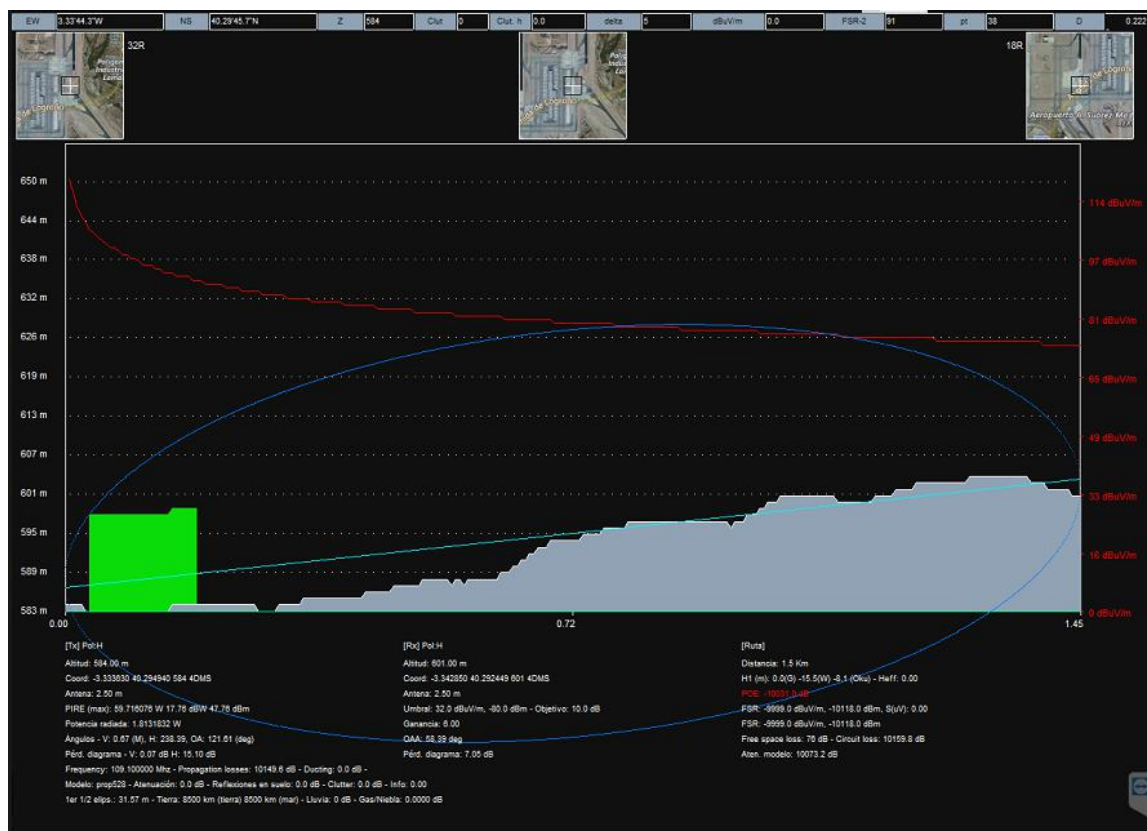 EW 3.33'44.3"W NS 40.29'45.7"N Z 584 Clut 0 Clut. h 0.0 delta 5 dBuV/m 0.0 FSR-2 91 pt 38 D 0.222
32R
18R
650 m
644 m
638 m
632 m
626 m
619 m
613 m
607 m
601 m
595 m
589 m
583 m
114 dBuV/m
97 dBuV/m
81 dBuV/m
65 dBuV/m
49 dBuV/m
33 dBuV/m
16 dBuV/m
0 dBuV/m
0.00 0.72 1.45
[Tx] Pol:H
Altitud: 584.00 m
Coord: -3.333630 40.294940 584 4DMS
Antena: 2.50 m
PIRE (max): 59.716076 W 17.76 dBW 47.76 dBm
Potencia radiada: 1.8131832 W
Ángulos - V: 0.67 (M), H: 238.39, OA: 121.61 (deg)
Pérd. diagrama - V: 0.07 dB H: 15.10 dB
Frequency: 109.100000 Mhz - Propagation losses: 10149.6 dB - Ducting: 0.0 dB -
Modelo: prop528 - Atenuación: 0.0 dB - Reflexiones en suelo: 0.0 dB - Clutter: 0.0 dB - Info: 0.00
1er 1/2 elips.: 31.57 m - Tierra: 8500 km (tierra) 8500 km (mar) - Lluvia: 0 dB - Gas/Niebla: 0.0000 dB
[Rx] Pol:H
Altitud: 601.00 m
Coord: -3.342850 40.292449 601 4DMS
Antena: 2.50 m
Umbral: 32.0 dBuV/m, -80.0 dBm - Objetivo: 10.0 dB
Ganancia: 6.00
OAA: 58.39 deg
Pérd. diagrama: 7.05 dB
[Ruta]
Distancia: 1.5 Km
H1 (m): 0.0(G) -15.5(W) -8.1 (Oku) - Heff: 0.00
POE: -10031.0 dB
FSR: -9999.0 dBuV/m, -10118.0 dBm, S(uV): 0.00
FSR: -9999.0 dBuV/m, -10118.0 dBm
Free space loss: 76 dB - Circuit loss: 10159.8 dB
Aten. modelo: 10073.2 dB